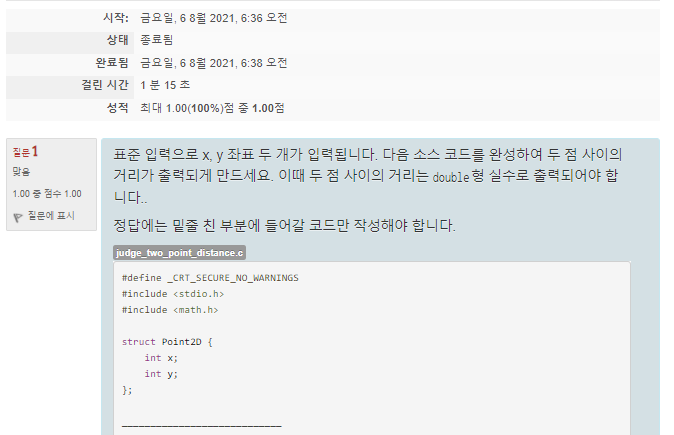 시작: 금요일, 6 8월 2021, 6:36 오전
상태 종료됨
완료됨 금요일, 6 8월 2021, 6:38 오전
걸린 시간 1 분 15 초
성적 최대 1.00(100%)점 중 1.00점
질문 1
맞음
1.00 중 점수 1.00
질문에 표시
표준 입력으로 x, y 좌표 두 개가 입력됩니다. 다음 소스 코드를 완성하여 두 점 사이의
거리가 출력되게 만드세요. 이때 두 점 사이의 거리는 double형 실수로 출력되어야 합
니다..
정답에는 밑줄 친 부분에 들어갈 코드만 작성해야 합니다.
judge_two_point_distance.c
#define _CRT_SECURE_NO_WARNINGS
#include <stdio.h>
#include <math.h>
struct Point2D {
    int x;
    int y;
};
____________________________